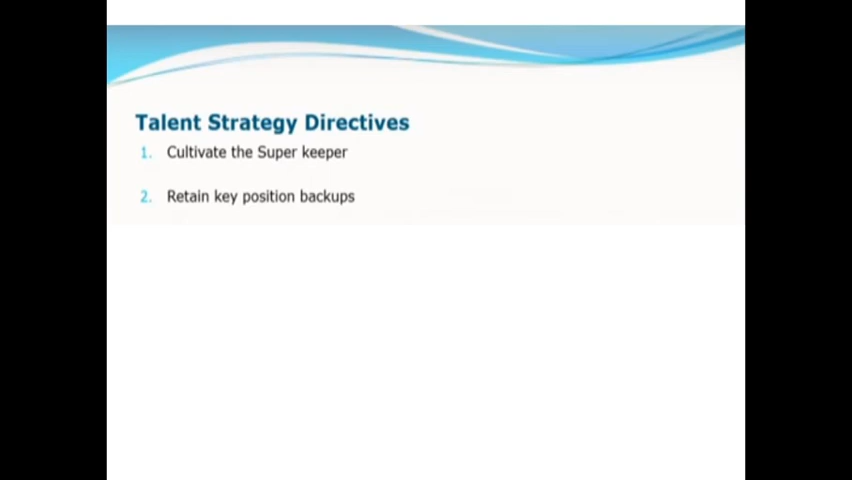 Talent Strategy Directives
1. Cultivate the Super keeper
2. Retain key position backups